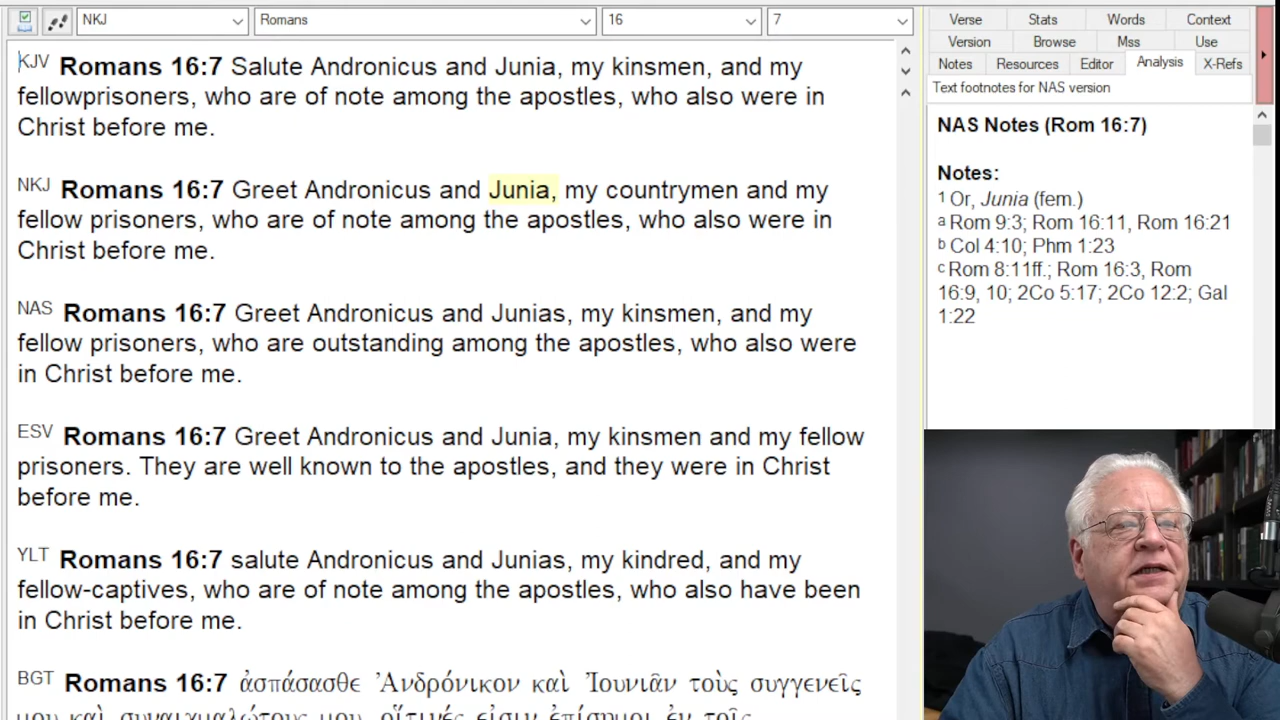 NKJ Romans 16 7
KJV Romans 16:7 Salute Andronicus and Junia, my kinsmen, and my
fellowprisoners, who are of note among the apostles, who also were in
Christ before me.
NKJ Romans 16:7 Greet Andronicus and Junia, my countrymen and my
fellow prisoners, who are of note among the apostles, who also were in
Christ before me.
NAS Romans 16:7 Greet Andronicus and Junias, my kinsmen, and my
fellow prisoners, who are outstanding among the apostles, who also were
in Christ before me.
ESV Romans 16:7 Greet Andronicus and Junia, my kinsmen and my fellow
prisoners. They are well known to the apostles, and they were in Christ
before me.
YLT Romans 16:7 salute Andronicus and Junias, my kindred, and my
fellow-captives, who are of note among the apostles, who also have been
in Christ before me.
BGT Romans 16:7 ἀσπάσασθε Ἀνδρόνικον καὶ Ἰουνιᾶν τοὺς συγγενεῖς
μου καὶ συναιχμαλώτους μου, οἵτινές εἰσιν ἐπίσημοι ἐν τοῖς
Verse Stats Words Context
Version Browse Mss Use
Notes Resources Editor Analysis X-Refs
Text footnotes for NAS version
NAS Notes (Rom 16:7)
Notes:
1 Or, Junia (fem.)
a Rom 9:3; Rom 16:11, Rom 16:21
b Col 4:10; Phm 1:23
c Rom 8:11ff.; Rom 16:3, Rom
16:9, 10; 2Co 5:17; 2Co 12:2; Gal
1:22